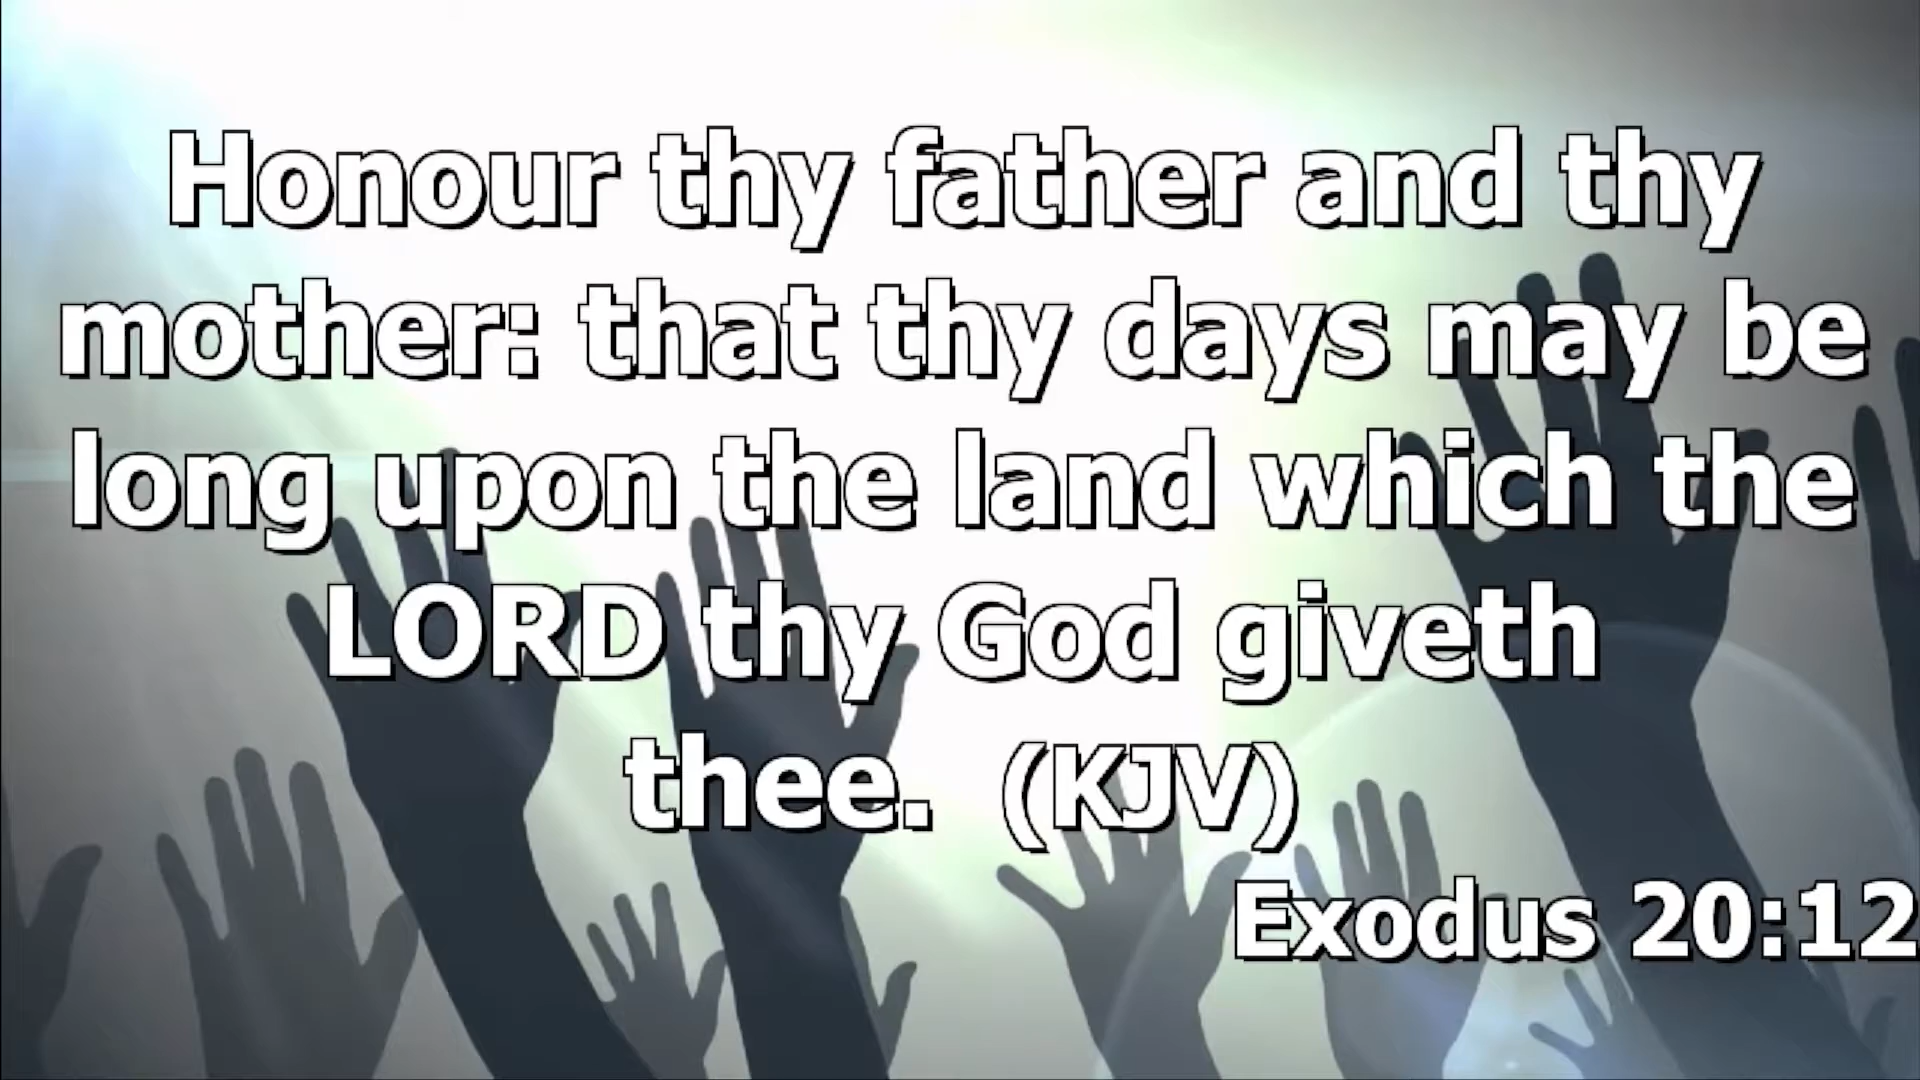 Honour thy father and thy
mother: that thy days may be
long upon the land which the
LORD thy God giveth
thee.  (KJV)
Exodus 20:12